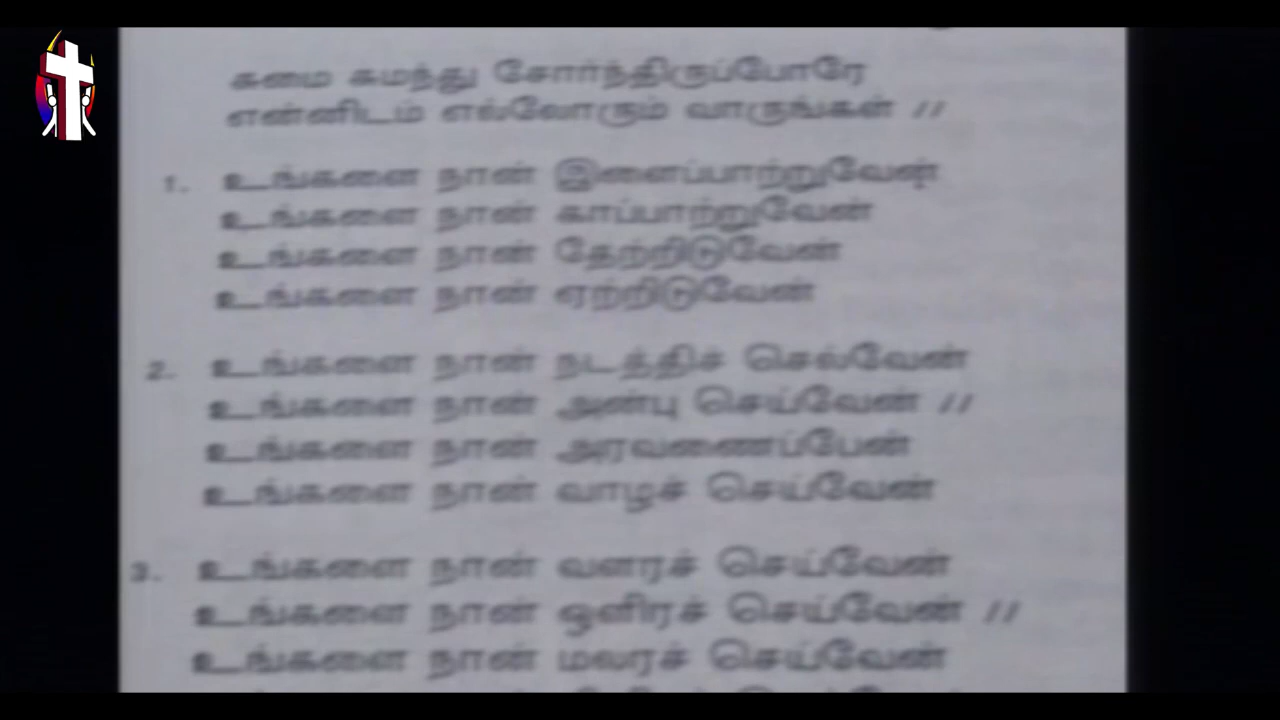 சுமை சுமந்து சோர்ந்திருப்போரே
என்னிடம் எல்லோரும் வாருங்கள் //
1. உங்களை நான் இளைப்பாற்றுவேன்
உங்களை நான் காப்பாற்றுவேன்
உங்களை நான் தேற்றிடுவேன்
உங்களை நான் ஏற்றிடுவேன்
2. உங்களை நான் நடத்திச் செல்வேன்
உங்களை நான் அன்பு செய்வேன் //
உங்களை நான் அரவணைப்பேன்
உங்களை நான் வாழச் செய்வேன்
3. உங்களை நான் வளரச் செய்வேன்
உங்களை நான் ஒளிரச் செய்வேன் //
உங்களை நான் மலரச் செய்வேன்